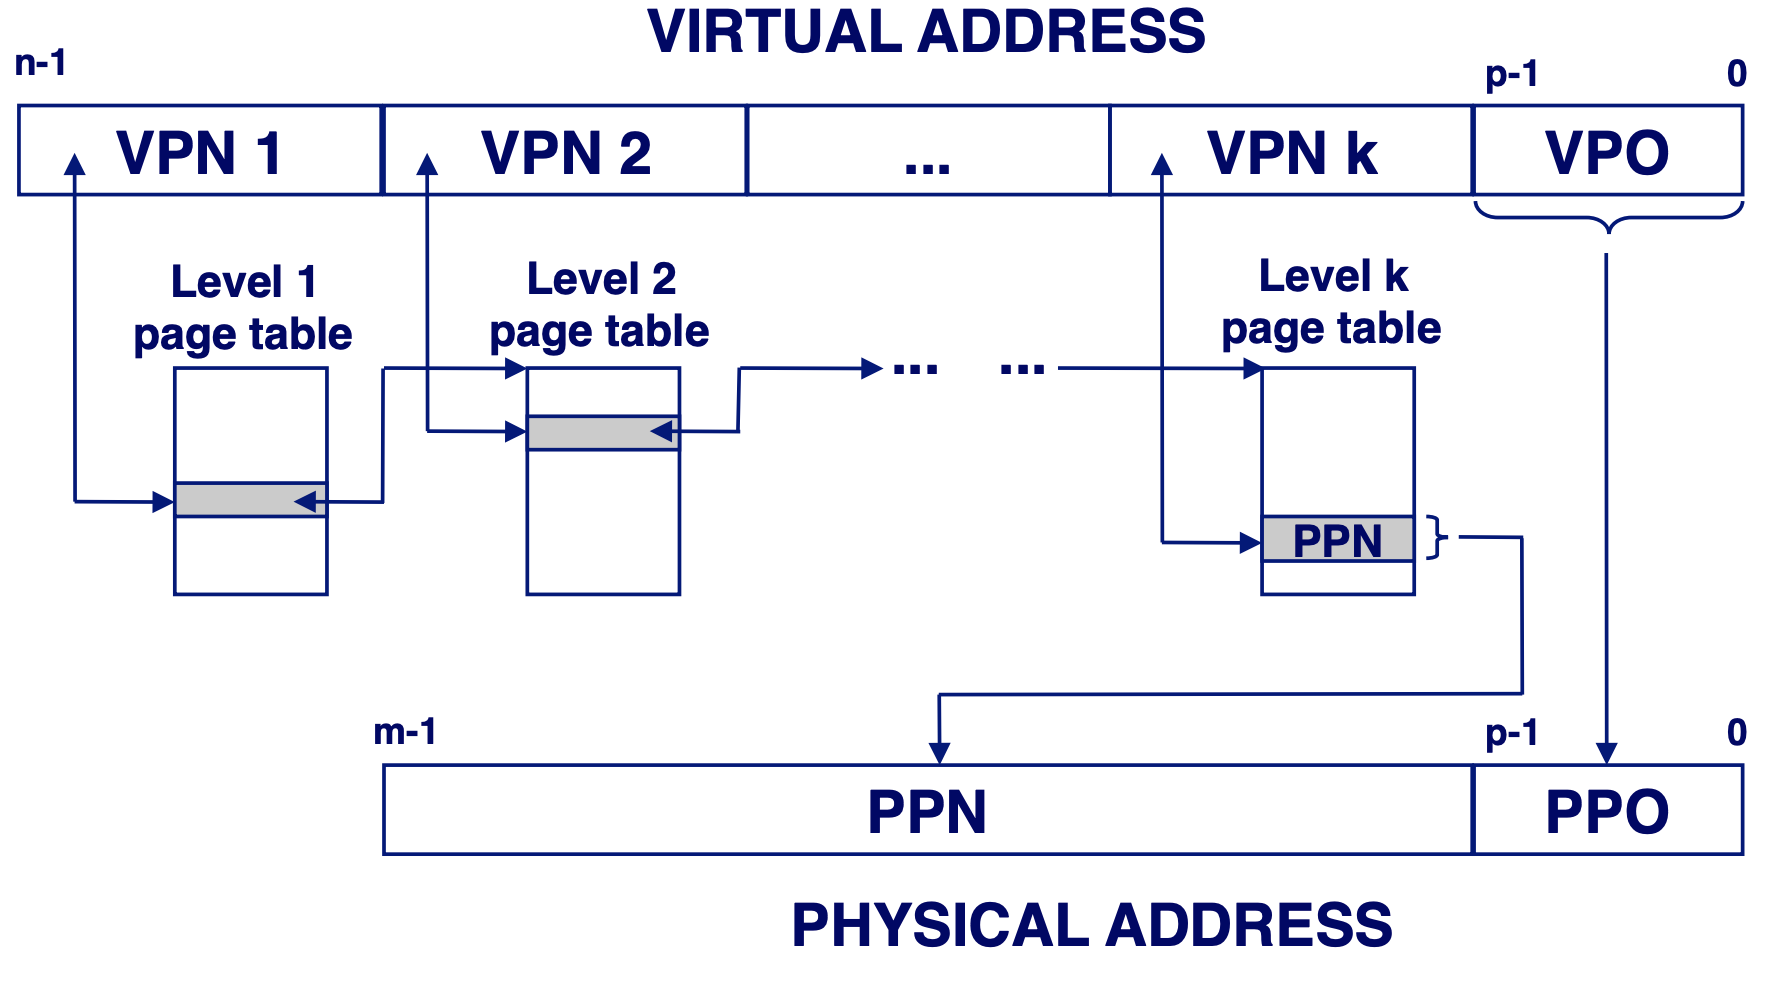 VIRTUAL ADDRESS
n-1
p-1
0
VPN 1
VPN 2
...
VPN k
VPO
Level 1
page table
Level 2
page table
Level k
page table
... ...
PPN
m-1
p-1
0
PPN
PPO
PHYSICAL ADDRESS